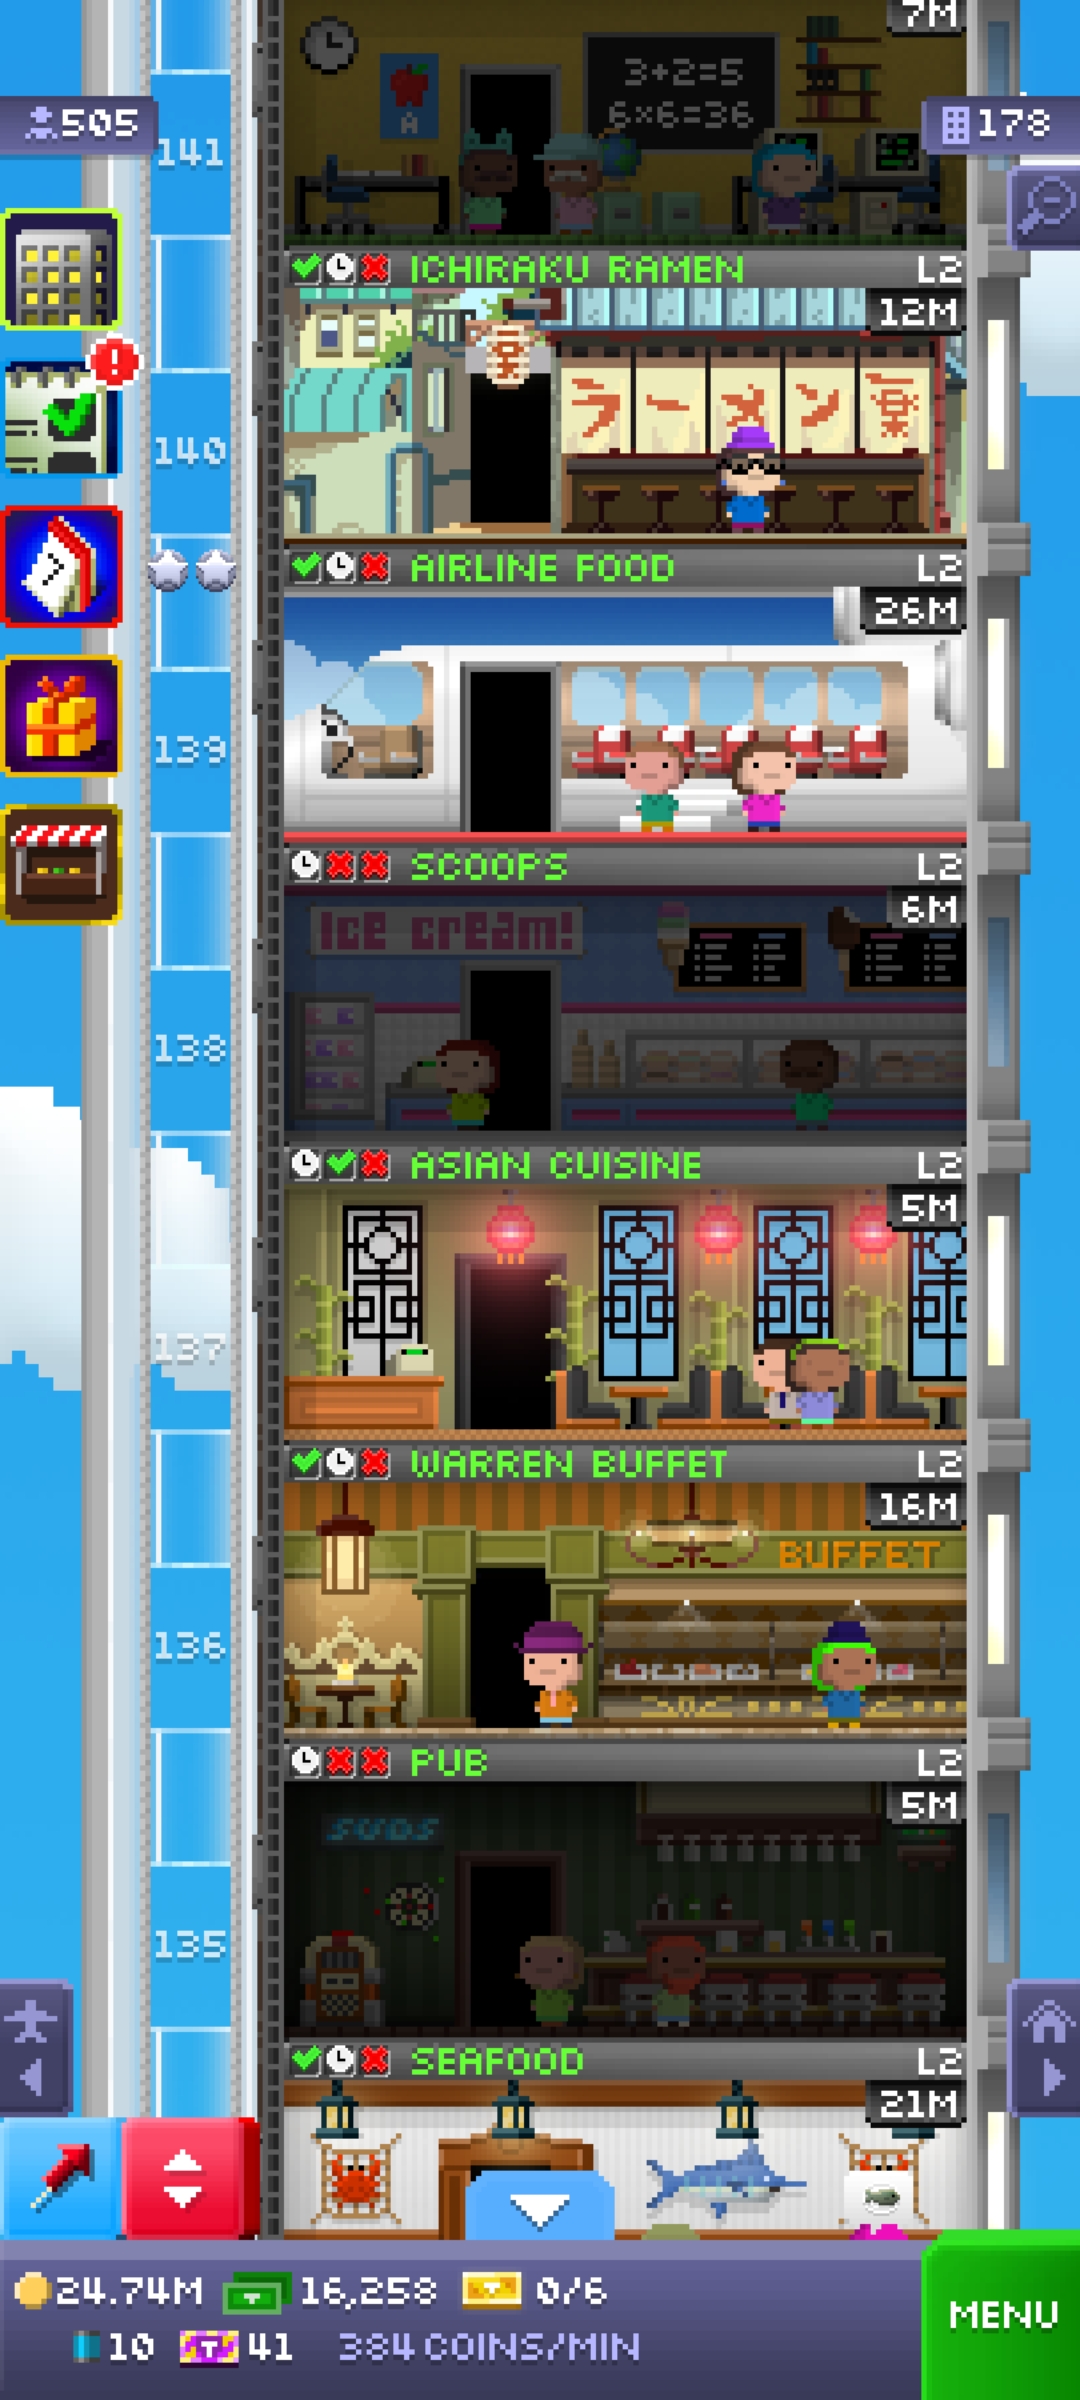 7M
3+2=5
6×6=36
A
505
141
178
ICHIRAKU RAMEN L2
12M
ラーメン
140
AIRLINE FOOD L2
26M
139
SCOOPS L2
6M
Ice cream!
138
ASIAN CUISINE L2
5M
137
WARREN BUFFET L2
16M
BUFFET
136
PUB L2
5M
SUDS
135
SEAFOOD L2
21M
24.74M 16,258 0/6
10 T 41 384 COINS/MIN
MENU